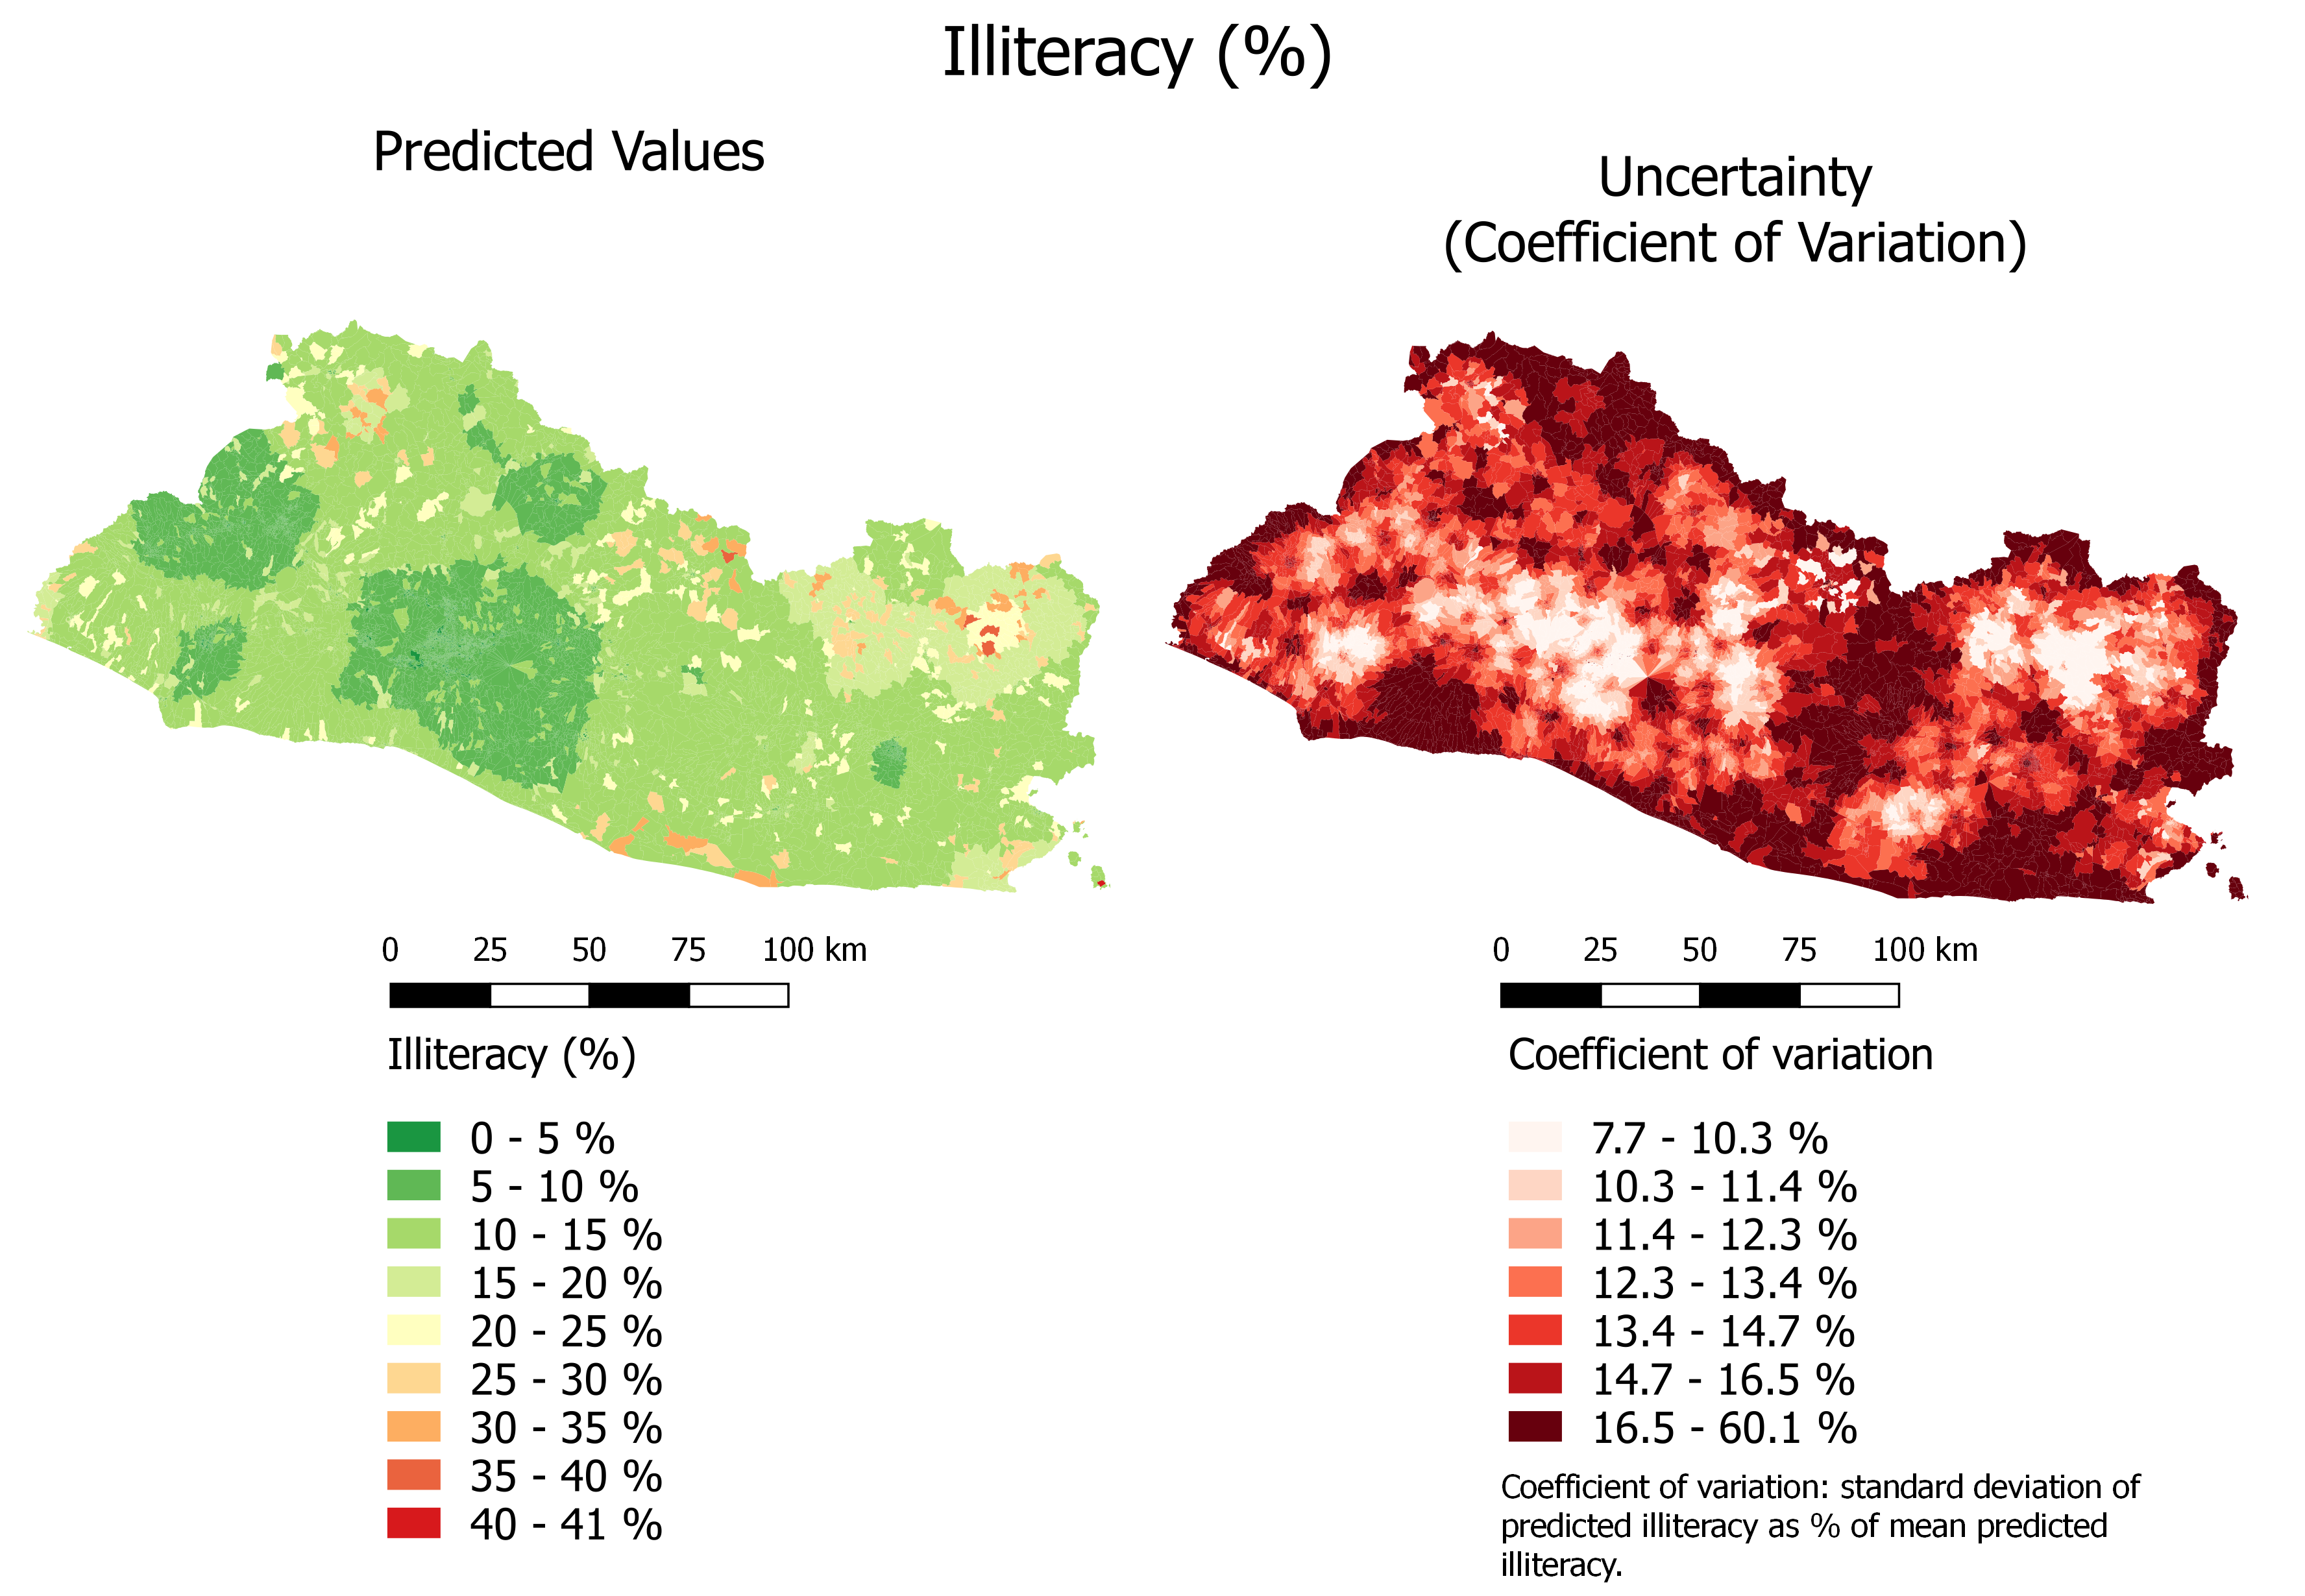 Illiteracy (%)
Predicted Values
Uncertainty
(Coefficient of Variation)
0 25 50 75 100 km
0 25 50 75 100 km
Illiteracy (%)
0 - 5 %
5 - 10 %
10 - 15 %
15 - 20 %
20 - 25 %
25 - 30 %
30 - 35 %
35 - 40 %
40 - 41 %
Coefficient of variation
7.7 - 10.3 %
10.3 - 11.4 %
11.4 - 12.3 %
12.3 - 13.4 %
13.4 - 14.7 %
14.7 - 16.5 %
16.5 - 60.1 %
Coefficient of variation: standard deviation of
predicted illiteracy as % of mean predicted
illiteracy.